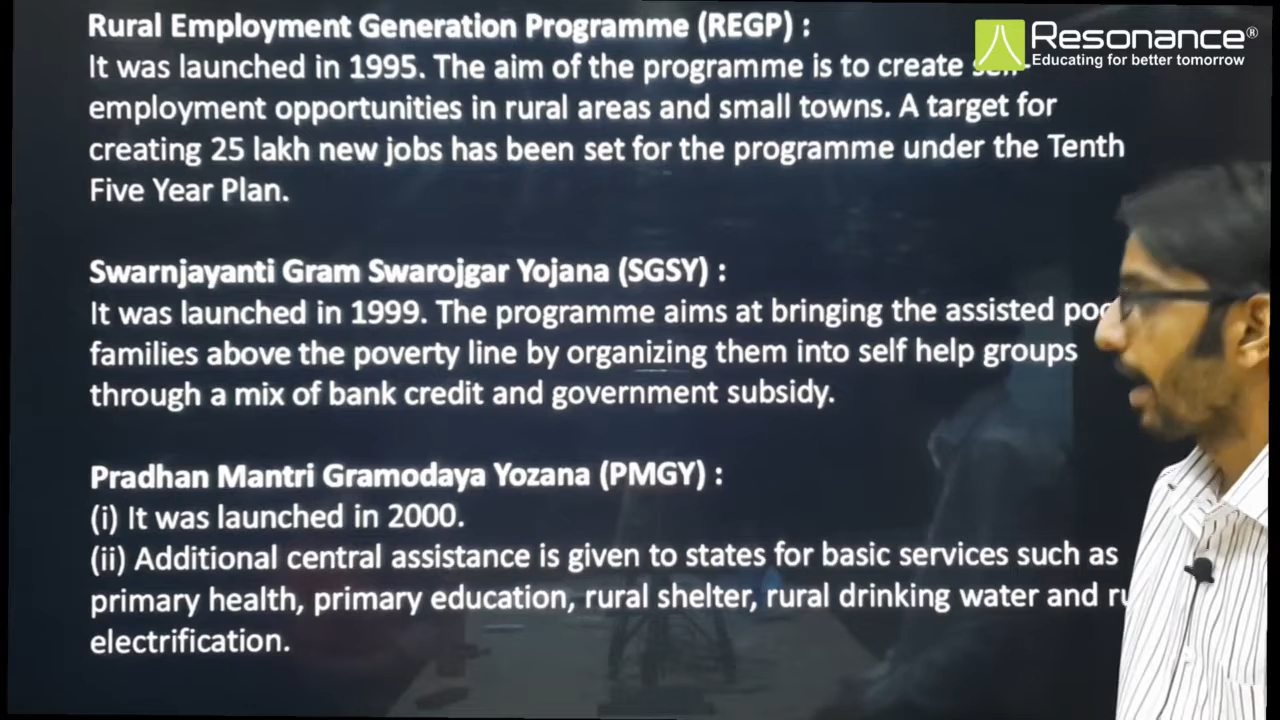 Rural Employment Generation Programme (REGP) :
Resonance®
Educating for better tomorrow
It was launched in 1995. The aim of the programme is to create
employment opportunities in rural areas and small towns. A target for
creating 25 lakh new jobs has been set for the programme under the Tenth
Five Year Plan.
Swarnjayanti Gram Swarojgar Yojana (SGSY) :
It was launched in 1999. The programme aims at bringing the assisted
families above the poverty line by organizing them into self help groups
through a mix of bank credit and government subsidy.
Pradhan Mantri Gramodaya Yozana (PMGY) :
(i) It was launched in 2000.
(ii) Additional central assistance is given to states for basic services such as
primary health, primary education, rural shelter, rural drinking water and
electrification.